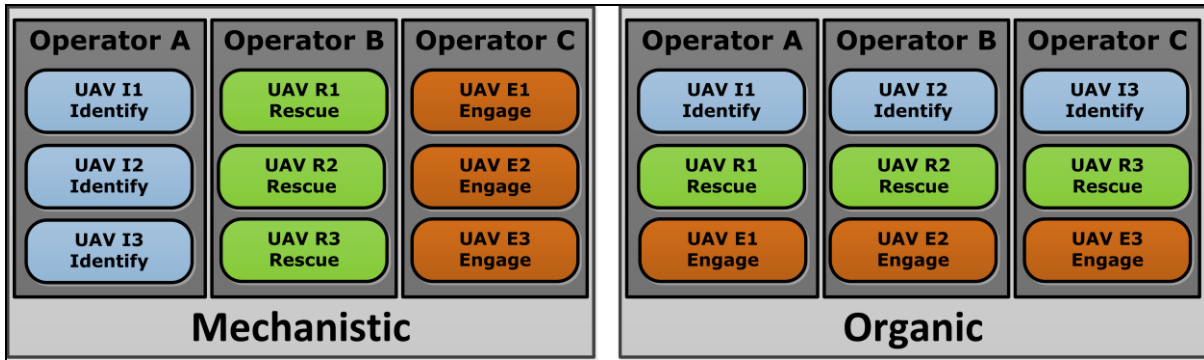 Operator A
Operator B
Operator C
UAV I1
Identify
UAV R1
Rescue
UAV E1
Engage
UAV I2
Identify
UAV R2
Rescue
UAV E2
Engage
UAV I3
Identify
UAV R3
Rescue
UAV E3
Engage
Mechanistic
Operator A
Operator B
Operator C
UAV I1
Identify
UAV I2
Identify
UAV I3
Identify
UAV R1
Rescue
UAV R2
Rescue
UAV R3
Rescue
UAV E1
Engage
UAV E2
Engage
UAV E3
Engage
Organic